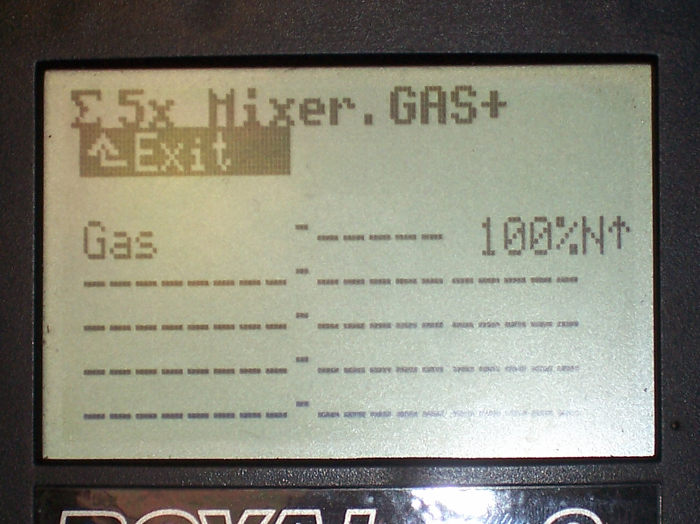 Σ5x Mixer.GAS+
Exit
Gas ------ 100%N↑